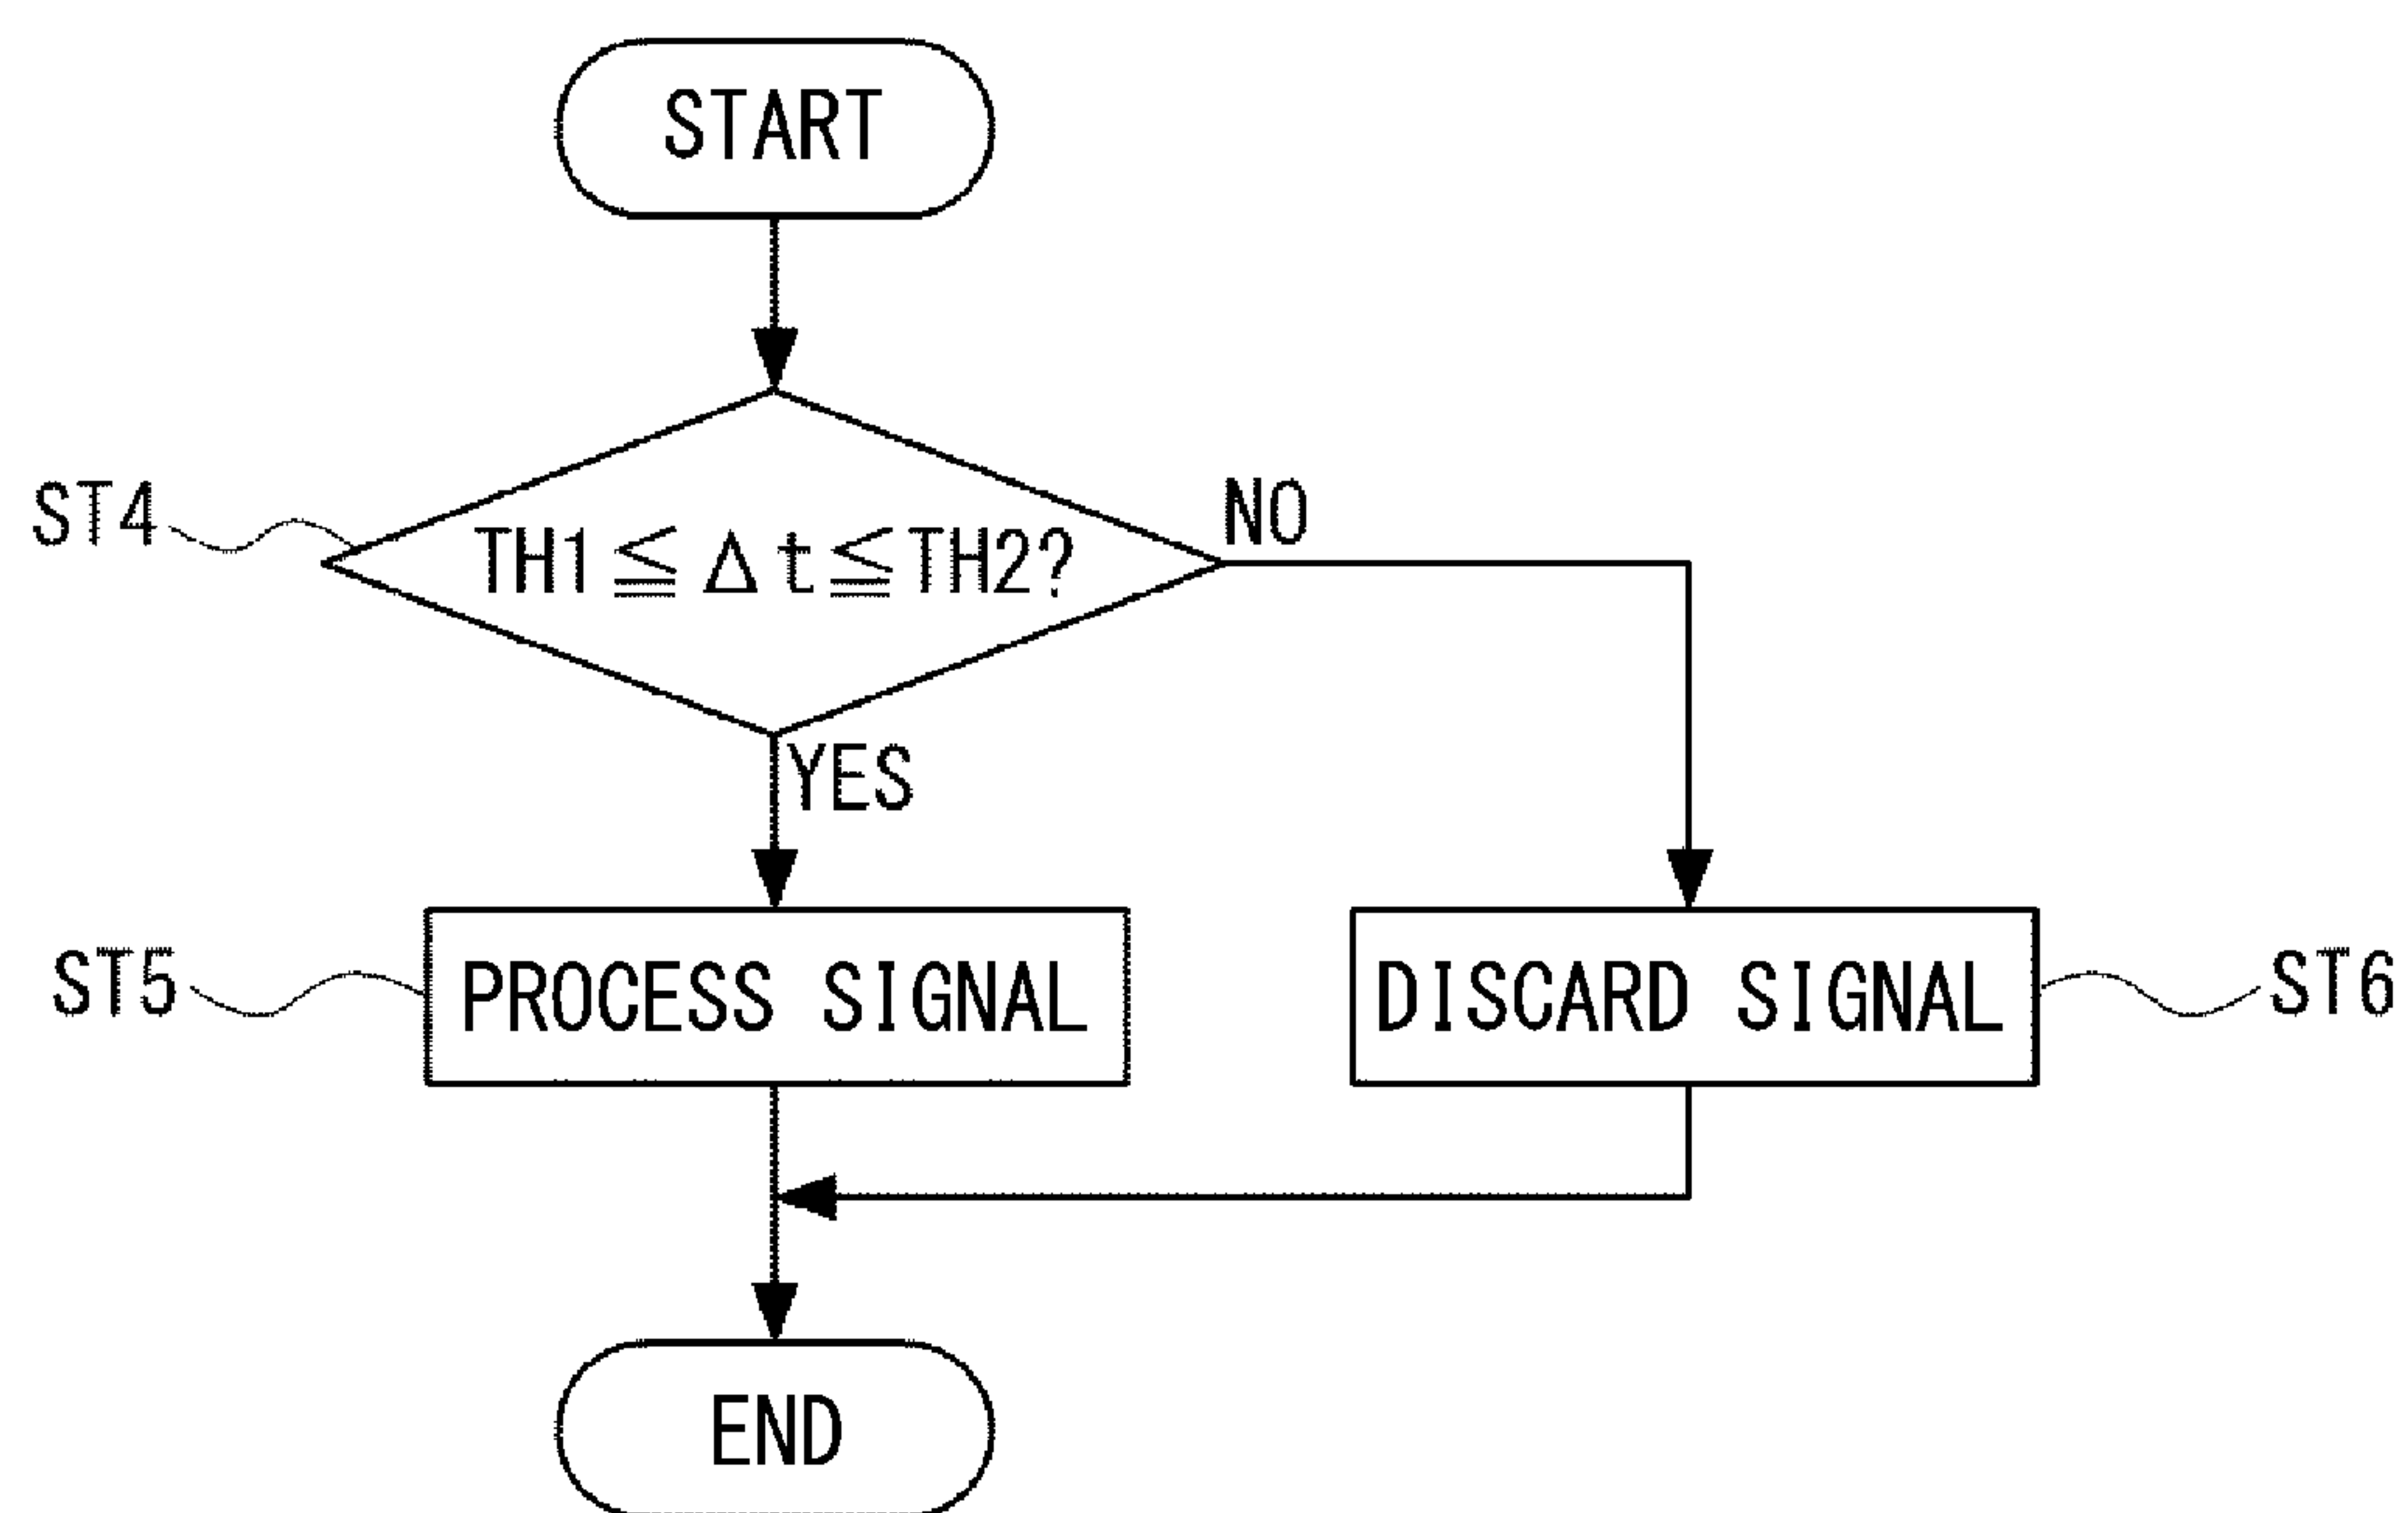 START
ST4
TH1≦Δt≦TH2?
NO
YES
ST5
PROCESS SIGNAL
DISCARD SIGNAL
ST6
END